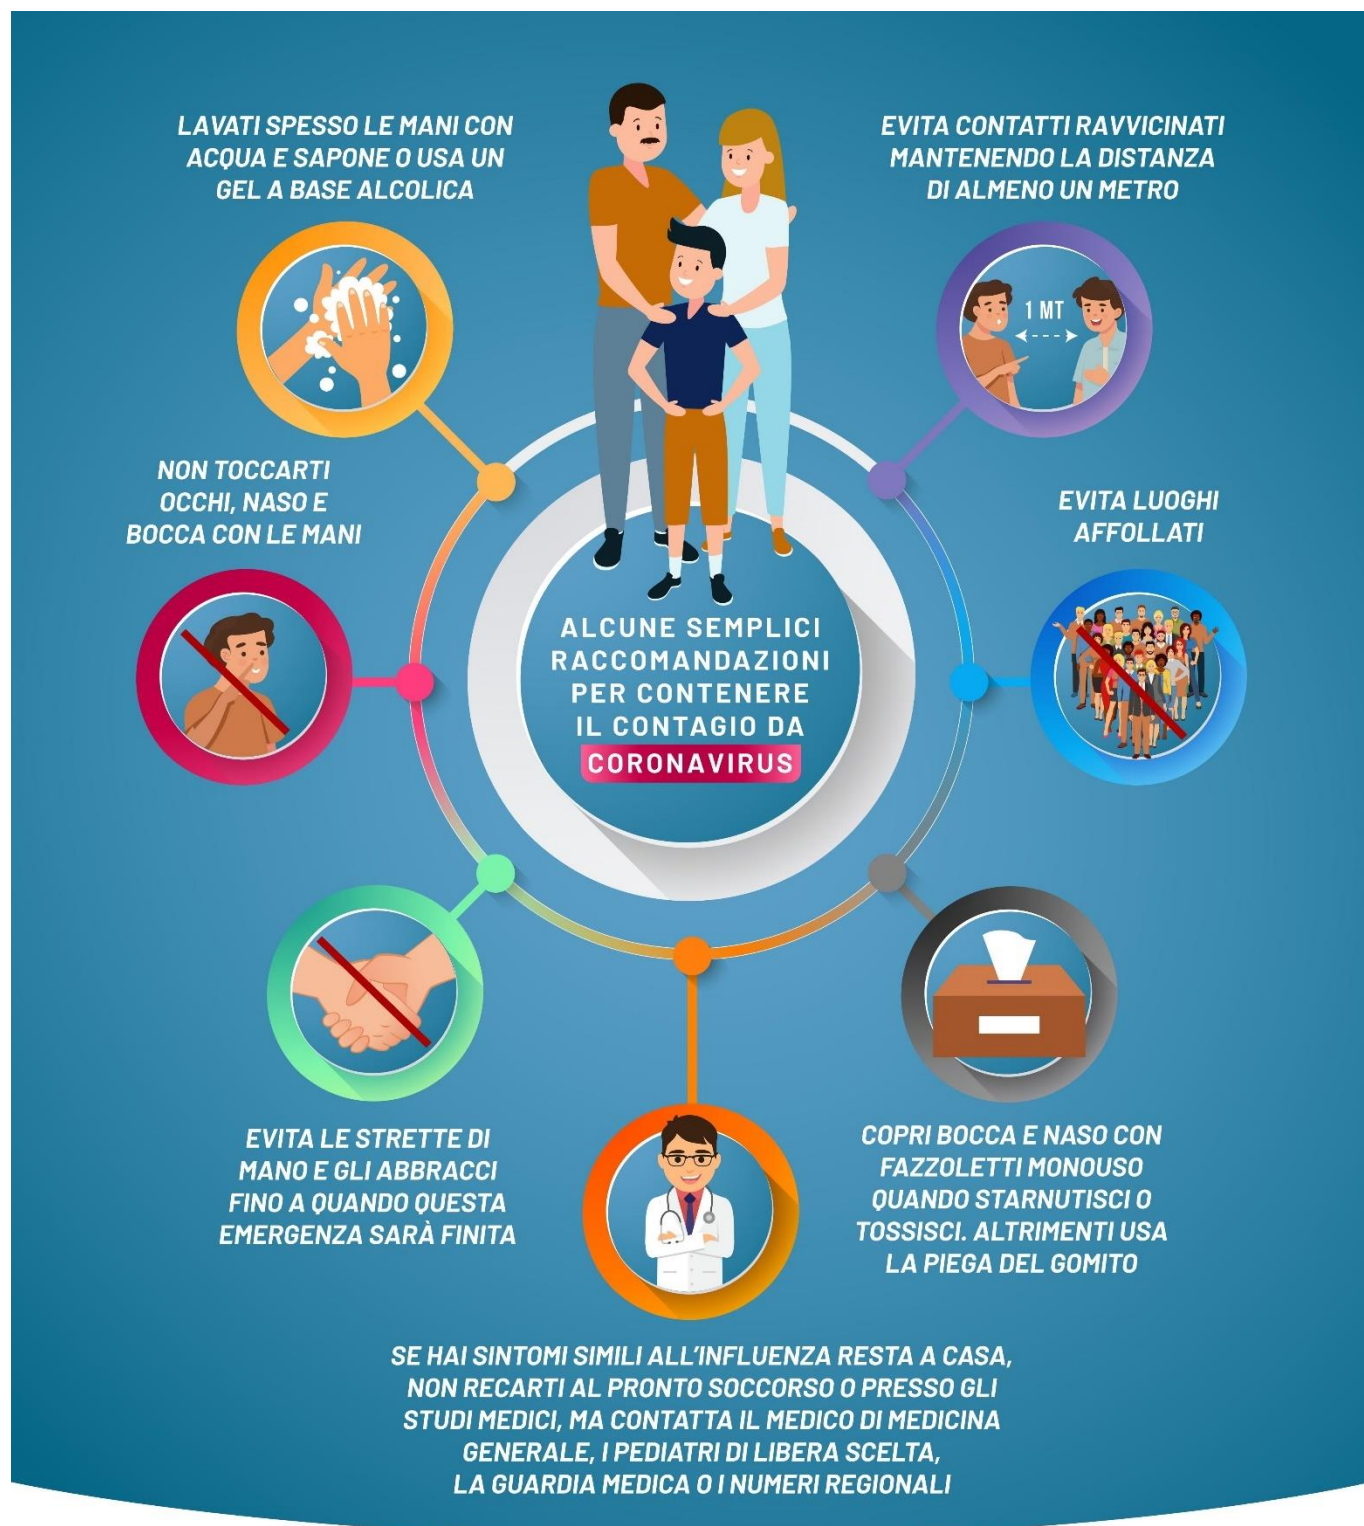 LAVATI SPESSO LE MANI CON
ACQUA E SAPONE O USA UN
GEL A BASE ALCOLICA
EVITA CONTATTI RAVVICINATI
MANTENENDO LA DISTANZA
DI ALMENO UN METRO
1 MT
NON TOCCARTI
OCCHI, NASO E
BOCCA CON LE MANI
EVITA LUOGHI
AFFOLLATI
ALCUNE SEMPLICI
RACCOMANDAZIONI
PER CONTENERE
IL CONTAGIO DA
CORONAVIRUS
EVITA LE STRETTE DI
MANO E GLI ABBRACCI
FINO A QUANDO QUESTA
EMERGENZA SARÀ FINITA
COPRI BOCCA E NASO CON
FAZZOLETTI MONOUSO
QUANDO STARNUTISCI O
TOSSISCI. ALTRIMENTI USA
LA PIEGA DEL GOMITO
SE HAI SINTOMI SIMILI ALL'INFLUENZA RESTA A CASA,
NON RECARTI AL PRONTO SOCCORSO O PRESSO GLI
STUDI MEDICI, MA CONTATTA IL MEDICO DI MEDICINA
GENERALE, I PEDIATRI DI LIBERA SCELTA,
LA GUARDIA MEDICA O I NUMERI REGIONALI